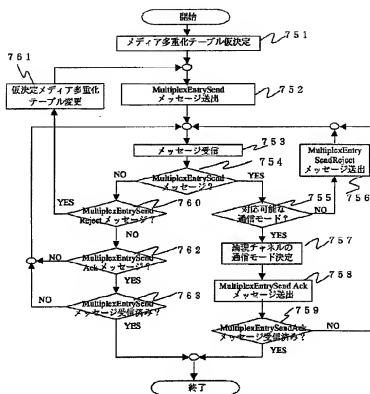 開始
メディア多重化テーブル仮決定
751
761
仮決定メディア多重化
テーブル変更
MultiplexEntrySend
メッセージ送出
752
753
メッセージ受信
754
MultiplexEntrySend
メッセージ?
NO
YES
MultiplexEntry
SendReject
メッセージ送出
756
760
YES
MultiplexEntrySend
Reject メッセージ?
NO
755
対応可能な
通信モード?
NO
YES
757
論理チャネルの
通信モード決定
762
NO
MultiplexEntrySend
Ack メッセージ?
YES
758
MultiplexEntrySend Ack
メッセージ送出
763
NO
MultiplexEntrySend
メッセージ受信済み?
YES
759
MultiplexEntrySendAck
メッセージ受信済み?
NO
YES
終了